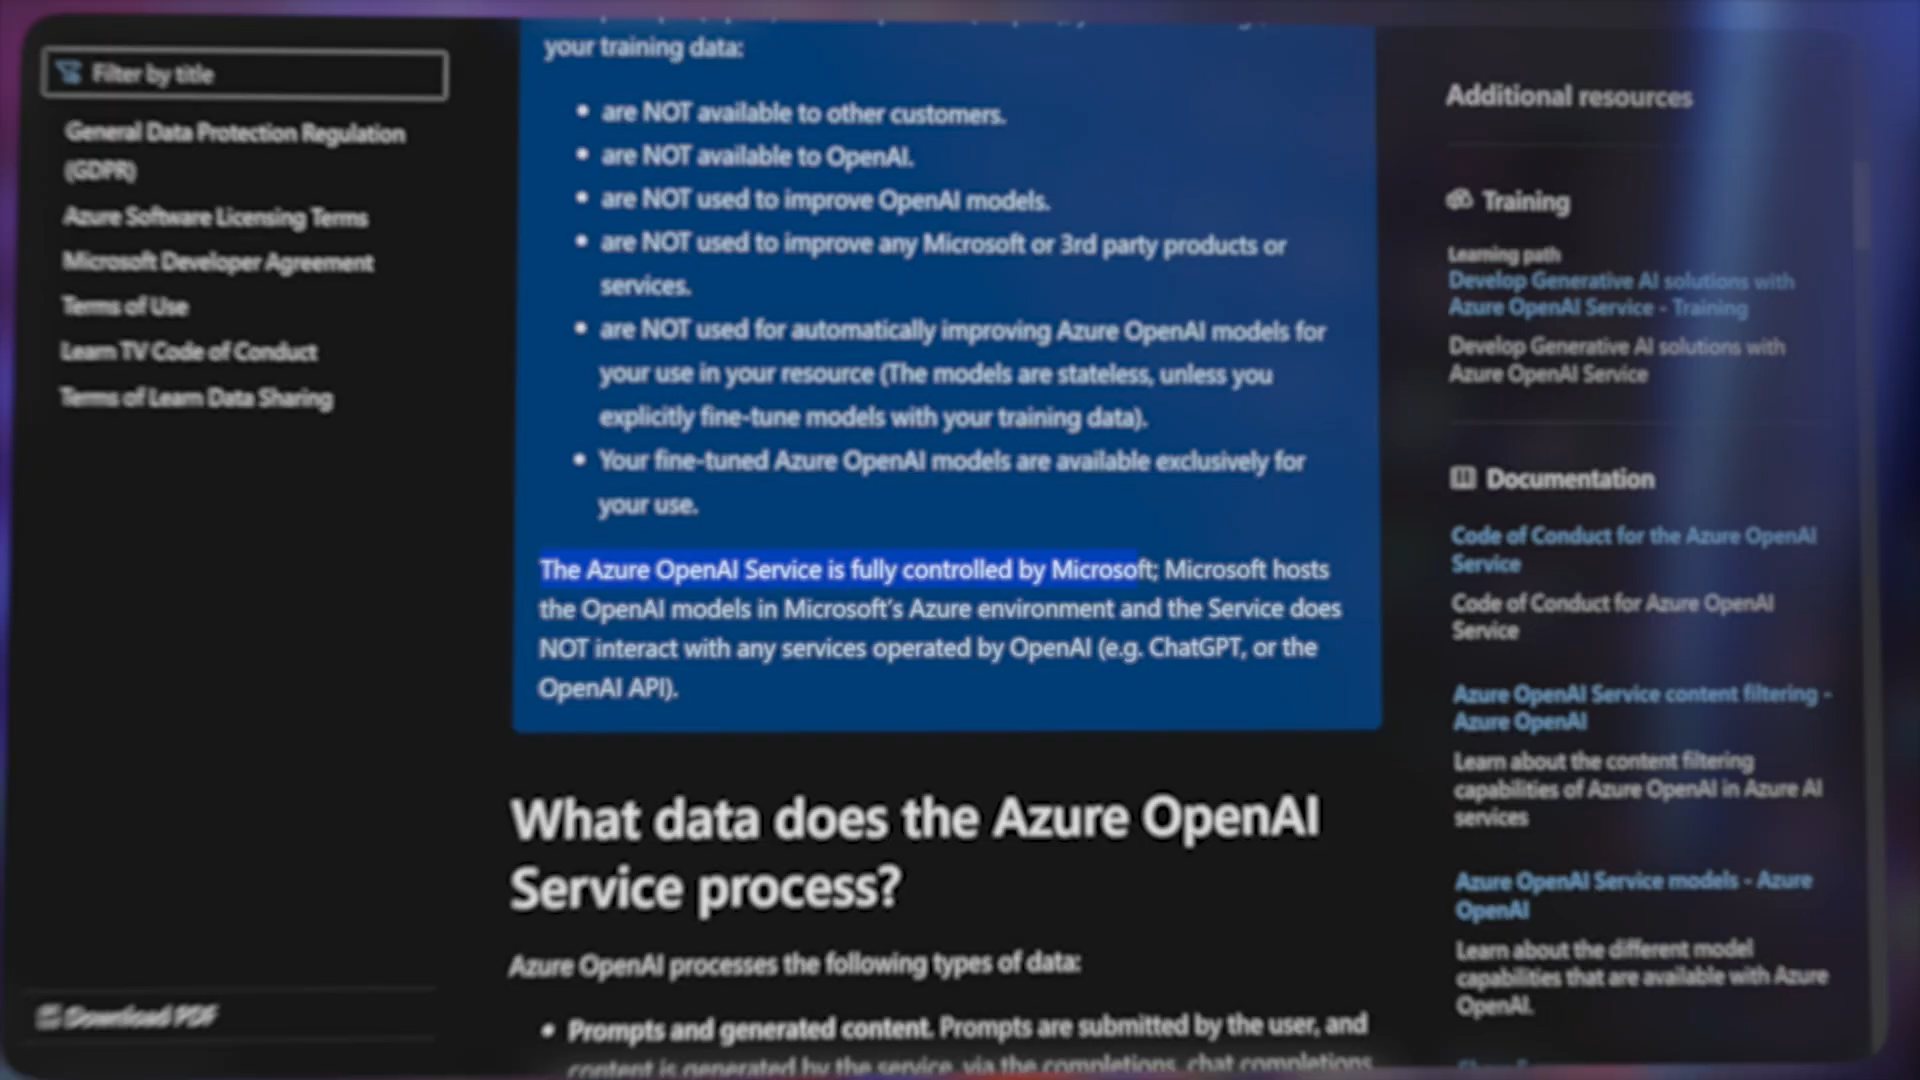 Filter by title
General Data Protection Regulation
(GDPR)
Azure Software Licensing Terms
Microsoft Developer Agreement
Terms of Use
Learn TV Code of Conduct
Terms of Learn Data Sharing
Download PDF
your training data:
• are NOT available to other customers.
• are NOT available to OpenAI.
• are NOT used to improve OpenAI models.
• are NOT used to improve any Microsoft or 3rd party products or
services.
• are NOT used for automatically improving Azure OpenAI models for
your use in your resource (The models are stateless, unless you
explicitly fine-tune models with your training data).
• Your fine-tuned Azure OpenAI models are available exclusively for
your use.
The Azure OpenAI Service is fully controlled by Microsoft; Microsoft hosts
the OpenAI models in Microsoft's Azure environment and the Service does
NOT interact with any services operated by OpenAI (e.g. ChatGPT, or the
OpenAI API).
What data does the Azure OpenAI
Service process?
Azure OpenAI processes the following types of data:
• Prompts and generated content. Prompts are submitted by the user, and
content is generated by the service, via the completions, chat completions
Additional resources
Training
Learning path
Develop Generative AI solutions with
Azure OpenAI Service - Training
Develop Generative AI solutions with
Azure OpenAI Service
Documentation
Code of Conduct for the Azure OpenAI
Service
Code of Conduct for Azure OpenAI
Service
Azure OpenAI Service content filtering -
Azure OpenAI
Learn about the content filtering
capabilities of Azure OpenAI in Azure AI
services
Azure OpenAI Service models - Azure
OpenAI
Learn about the different model
capabilities that are available with Azure
OpenAI.